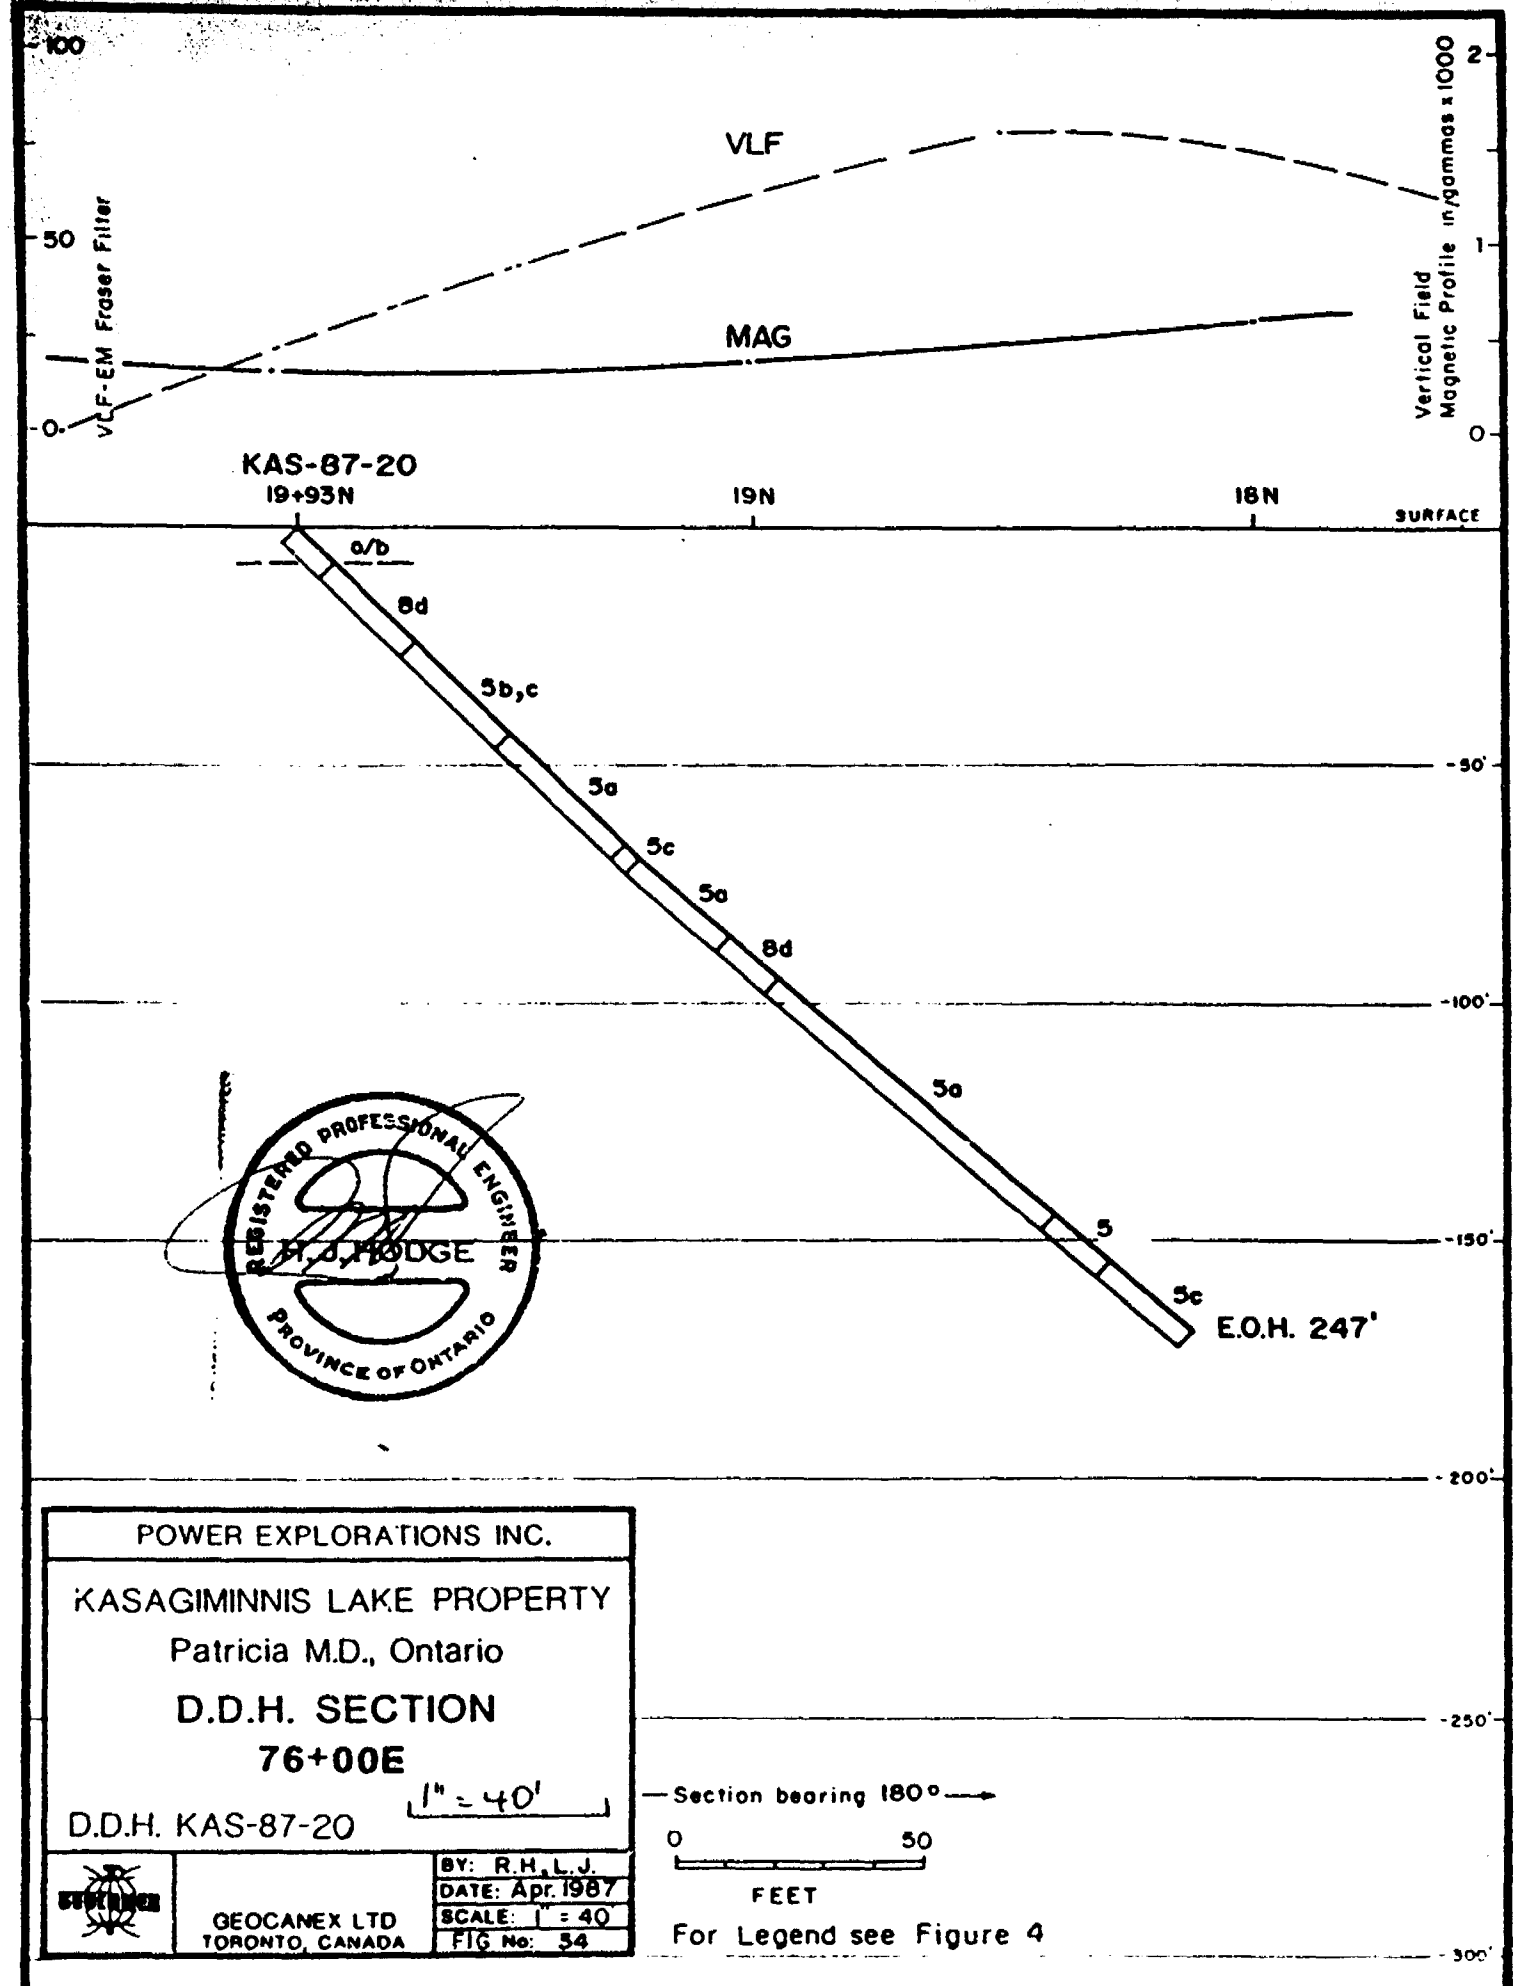 100
2
VLF
VLF-EM Fraser Filter
50
Vertical Field
Magnetic Profile in gammas x 1000
1
MAG
0
0
KAS-87-20
19+93N
19N
18N
SURFACE
o/b
8d
5b,c
-50'
5a
5c
5a
8d
-100'
5a
5
-150'
5c
E.O.H. 247'
REGISTERED PROFESSIONAL ENGINEER
H.J. HODGE
PROVINCE OF ONTARIO
-200'
POWER EXPLORATIONS INC.
KASAGIMINNIS LAKE PROPERTY
Patricia M.D., Ontario
D.D.H. SECTION
76+00E
-250'
1" = 40'
D.D.H. KAS-87-20
Section bearing 180°
0 50
FEET
BY: R.H., L.J.
DATE: Apr. 1987
SCALE: 1" = 40'
FIG No: 34
GEOCANEX LTD
TORONTO, CANADA
For Legend see Figure 4
-300'